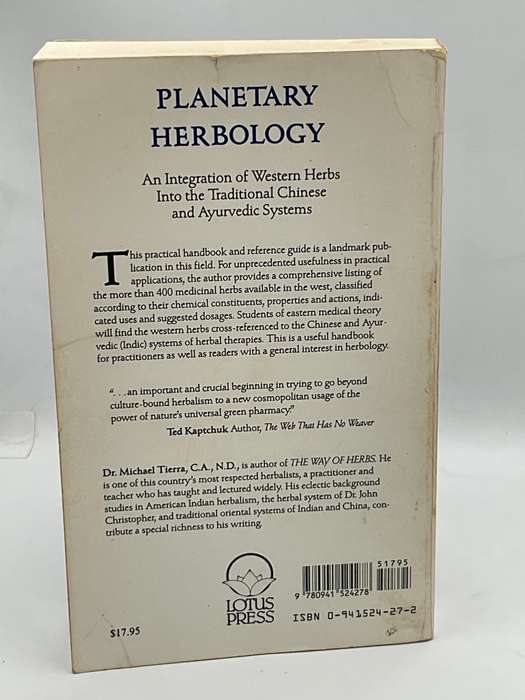 PLANETARY
HERBOLOGY
An Integration of Western Herbs
Into the Traditional Chinese
and Ayurvedic Systems
This practical handbook and reference guide is a landmark pub-
lication in this field. For unprecedented usefulness in practical
applications, the author provides a comprehensive listing of
the more than 400 medicinal herbs available in the west, classified
according to their chemical constituents, properties and actions, indi-
cated uses and suggested dosages. Students of eastern medical theory
will find the western herbs cross-referenced to the Chinese and Ayur-
vedic (Indic) systems of herbal therapies. This is a useful handbook
for practitioners as well as readers with a general interest in herbology.
“. . .an important and crucial beginning in trying to go beyond
culture-bound herbalism to a new cosmopolitan usage of the
power of nature's universal green pharmacy.”
Ted Kaptchuk Author, The Web That Has No Weaver
Dr. Michael Tierra, C.A., N.D., is author of THE WAY OF HERBS. He
is one of this country's most respected herbalists, a practitioner and
teacher who has taught and lectured widely. His eclectic background
studies in American Indian herbalism, the herbal system of Dr. John
Christopher, and traditional oriental systems of Indian and China, con-
tribute a special richness to his writing.
51795
9 780941 524278
LOTUS
PRESS
ISBN 0-941524-27-2
$17.95